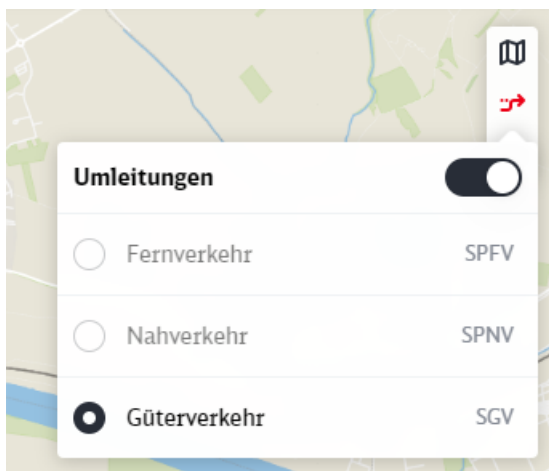 Umleitungen
Fernverkehr SPFV
Nahverkehr SPNV
Güterverkehr SGV